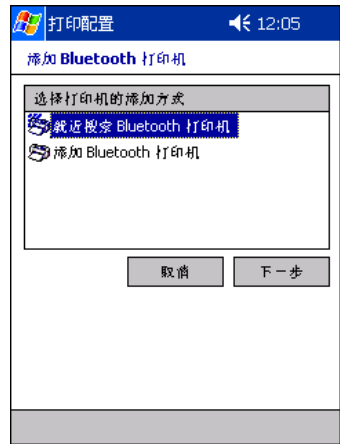 打印配置 12:05
添加 Bluetooth 打印机
选择打印机的添加方式
就近搜索 Bluetooth 打印机
添加 Bluetooth 打印机
取消 下一步